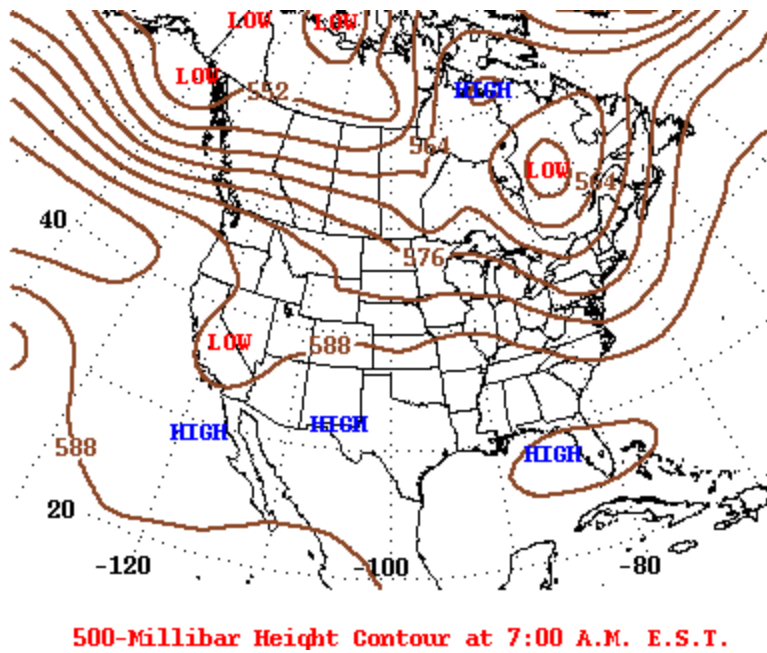 LOW
LOW
LOW
552
HIGH
564
LOW
564
40
576
LOW
588
HIGH
HIGH
588
HIGH
20
-120
-100
-80
500-Millibar Height Contour at 7:00 A.M. E.S.T.